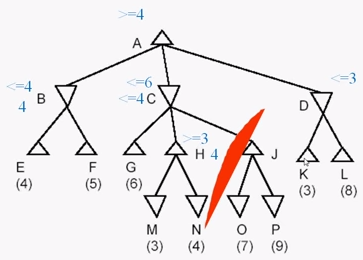 >=4
A
<=4
4
B
<=6
<=4
C
<=3
D
E
(4)
F
(5)
G
(6)
>=3
H
4
J
K
(3)
L
(8)
M
(3)
N
(4)
O
(7)
P
(9)